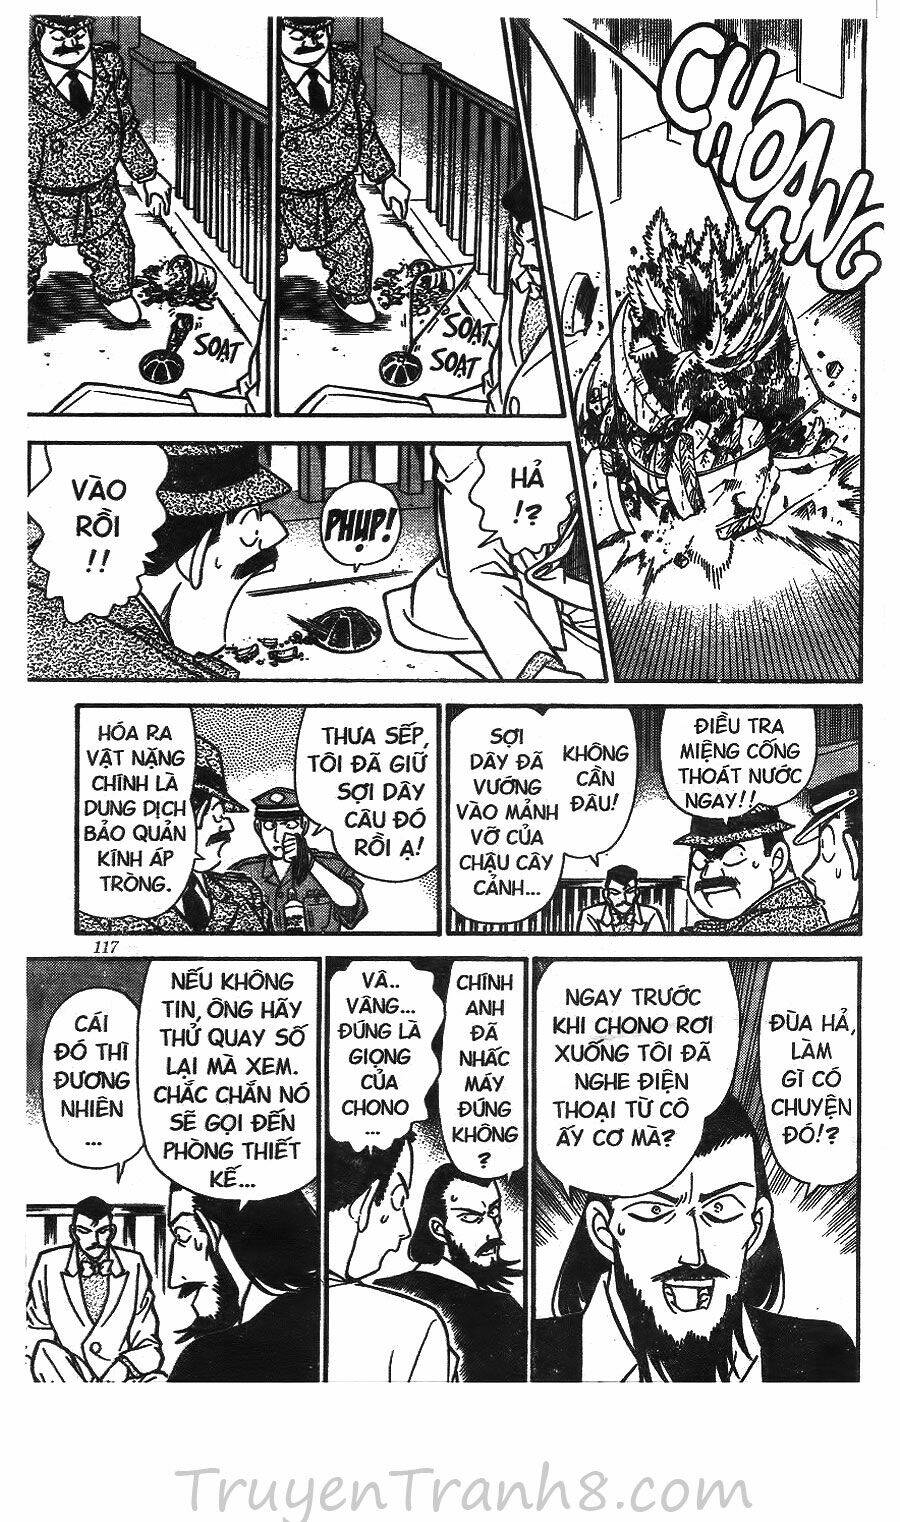 CHOANG
SOẠT
SOẠT
SOẠT
HẢ
!?
PHỤP!
VÀO
RỒI
!!
ĐIỀU TRA
MIỆNG CỐNG
THOÁT NƯỚC
NGAY!!
KHÔNG
CẦN
ĐÂU!
SỢI
DÂY ĐÃ
VƯỚNG
VÀO MẢNH
VỠ CỦA
CHẬU CÂY
CẢNH...
THƯA SẾP,
TÔI ĐÃ GIỮ
SỢI DÂY
CÂU ĐÓ
RỒI Ạ!
HÓA RA
VẬT NẶNG
CHÍNH LÀ
DUNG DỊCH
BẢO QUẢN
KÍNH ÁP
TRÒNG.
117
ĐÙA HẢ,
LÀM
GÌ CÓ
CHUYỆN
ĐÓ!?
NGAY TRƯỚC
KHI CHONO RƠI
XUỐNG TÔI ĐÃ
NGHE ĐIỆN
THOẠI TỪ CÔ
ẤY CƠ MÀ?
CHÍNH
ANH
ĐÃ
NHẤC
MÁY
ĐÚNG
KHÔNG
?
VÂ..
VÂNG...
ĐÚNG LÀ
GIỌNG
CỦA
CHONO
...
NẾU KHÔNG
TIN, ÔNG HÃY
THỬ QUAY SỐ
LẠI MÀ XEM.
CHẮC CHẮN NÓ
SẼ GỌI ĐẾN
PHÒNG THIẾT
KẾ...
CÁI
ĐÓ THÌ
ĐƯƠNG
NHIÊN
...
TruyenTranh8.com